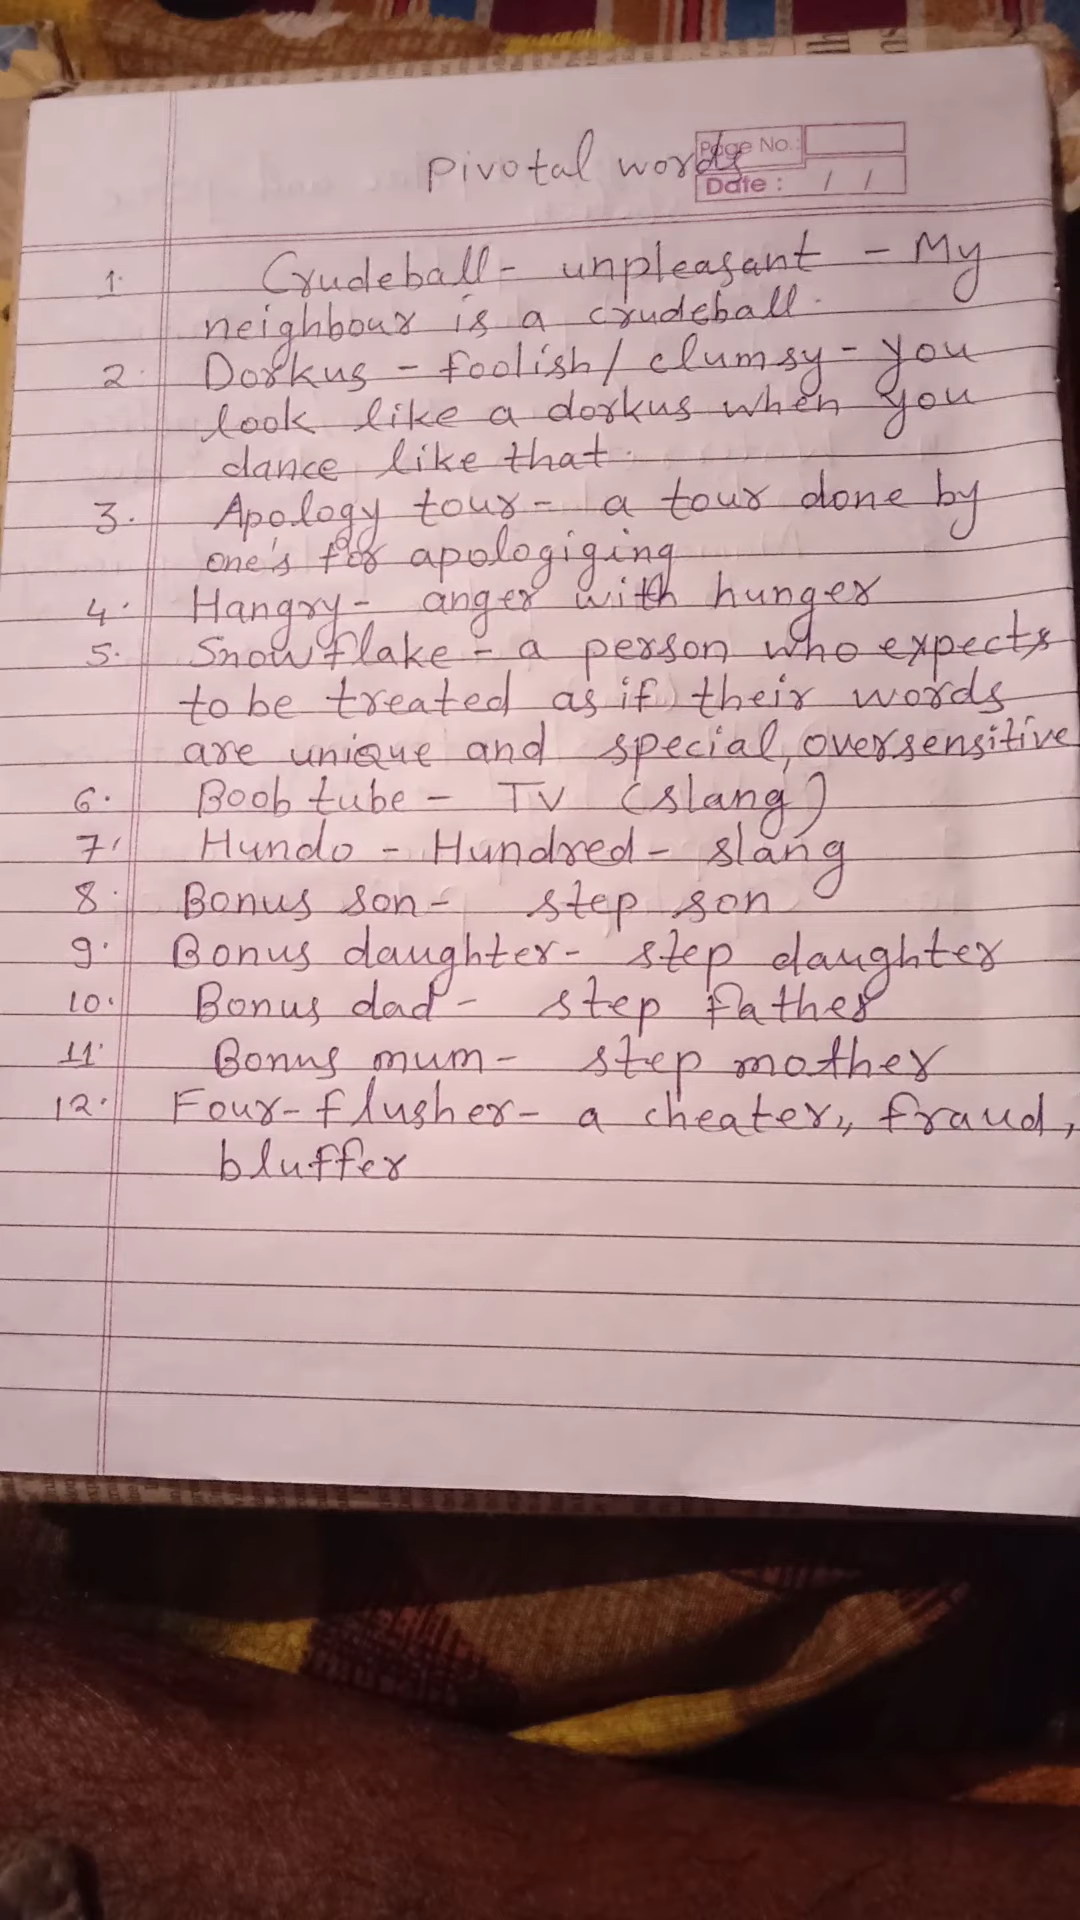 Pivotal words
Page No.:
Date : / /
1. Crudeball - unpleasant - My
neighbour is a crudeball.
2. Dorkus - foolish / clumsy - you
look like a dorkus when you
dance like that.
3. Apology tour - a tour done by
one's for apologiging
4. Hangry - anger with hunger
5. Snowflake - a person who expects
to be treated as if their words
are unique and special, oversensitive
6. Boob tube - TV (slang)
7. Hundo - Hundred - slang
8. Bonus son - step son
9. Bonus daughter - step daughter
10. Bonus dad - step father
11. Bonus mum - step mother
12. Four-flusher - a cheater,, fraud,
bluffer